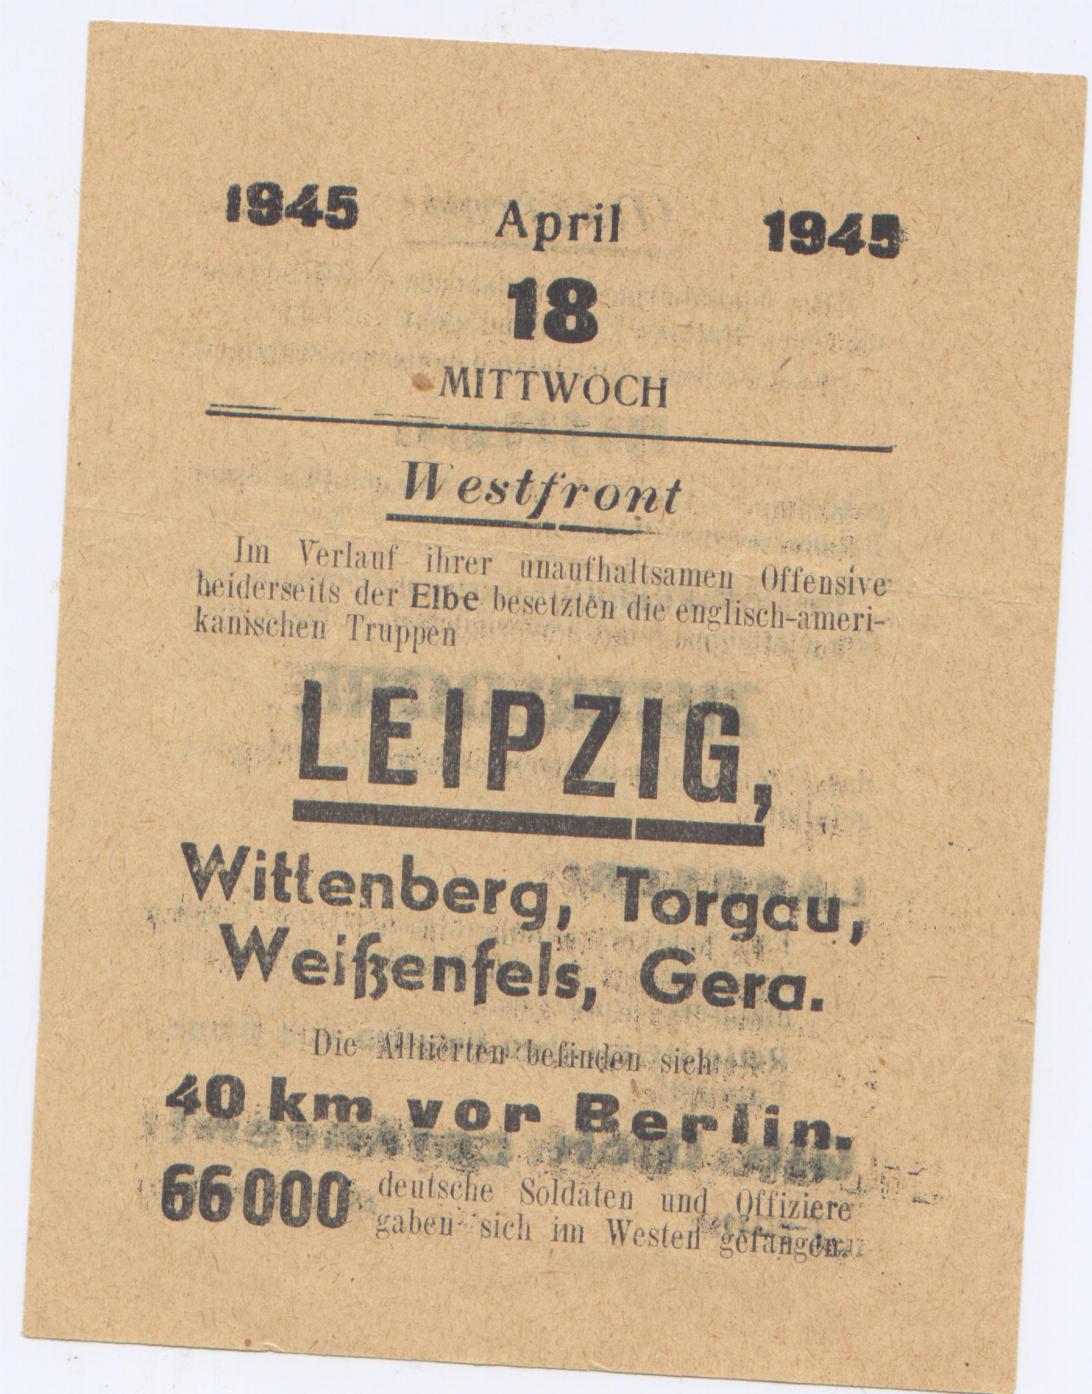 1945 April 1945
18
MITTWOCH
Westfront
Im Verlauf ihrer unaufhaltsamen Offensive
beiderseits der Elbe besetzten die englisch-ameri-
kanischen Truppen
LEIPZIG,
Wittenberg, Torgau,
Weißenfels, Gera.
Die Alliierten befinden sich
40 km vor Berlin.
66000 deutsche Soldaten und Offiziere
gaben sich im Westen gefangen.